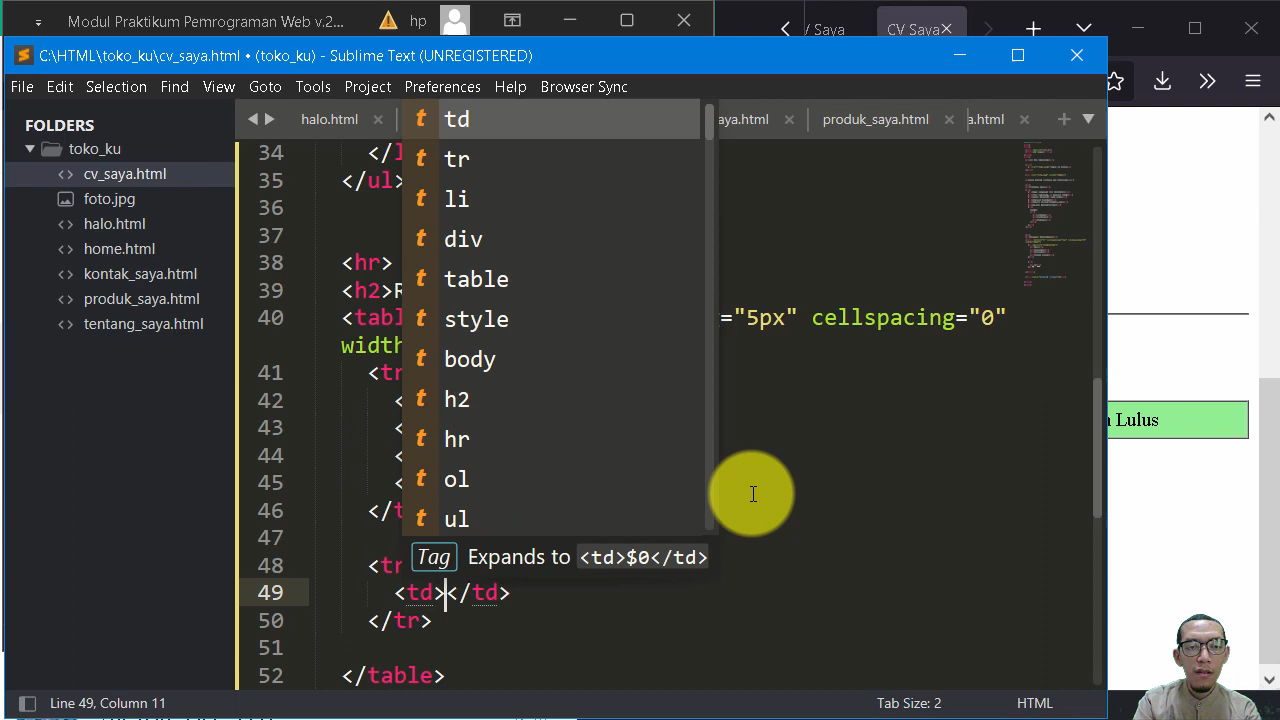 Modul Praktikum Pemrograman Web v.2...
hp
/ Saya
CV Saya
C:\HTML\toko_ku\cv_saya.html • (toko_ku) - Sublime Text (UNREGISTERED)
File Edit Selection Find View Goto Tools Project Preferences Help Browser Sync
FOLDERS
toko_ku
cv_saya.html
foto.jpg
halo.html
home.html
kontak_saya.html
produk_saya.html
tentang_saya.html
halo.html
aya.html
produk_saya.html
a.html
td
tr
li
div
table
style
body
h2
hr
ol
ul
Tag Expands to <td>$0</td>
34 </l
35 </ul>
36
37
38 <hr>
39 <h2>R
40 <tabl ="5px" cellspacing="0"
width
41 <tr
42 <
43 <
44 <
45 <
46 </t
47
48 <tr
49 <td></td>
50 </tr>
51
52 </table>
Lulus
Line 49, Column 11
Tab Size: 2
HTML